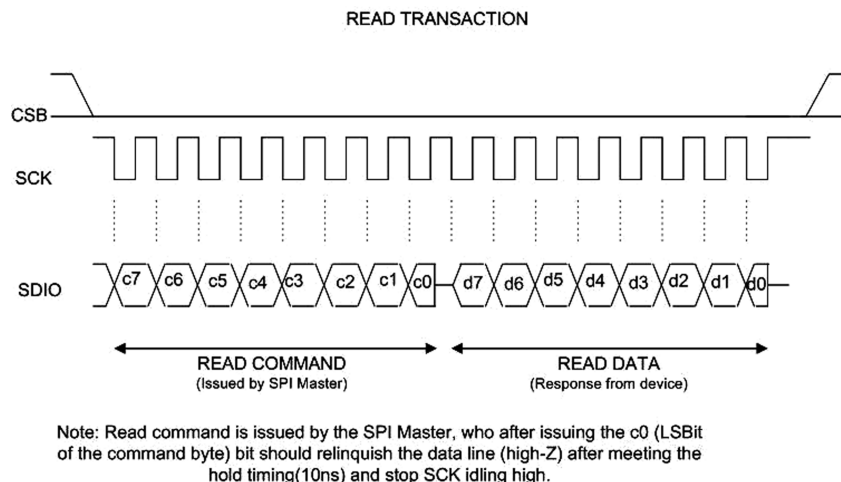 READ TRANSACTION
CSB
SCK
SDIO
c7 c6 c5 c4 c3 c2 c1 c0 d7 d6 d5 d4 d3 d2 d1 d0
READ COMMAND
(Issued by SPI Master)
READ DATA
(Response from device)
Note: Read command is issued by the SPI Master, who after issuing the c0 (LSBit
of the command byte) bit should relinquish the data line (high-Z) after meeting the
hold timing(10ns) and stop SCK idling high.